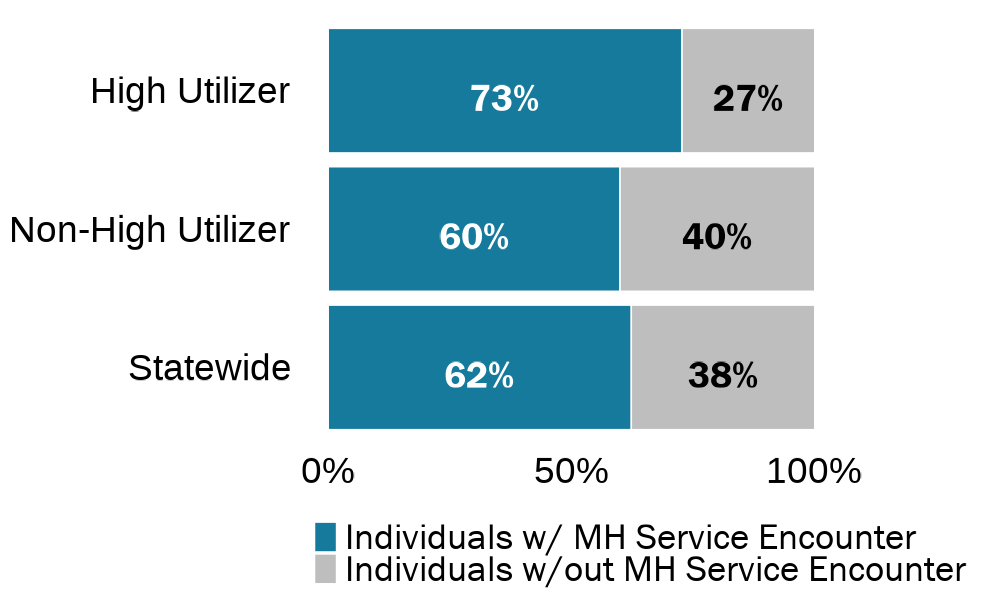 High Utilizer
73%
27%
Non-High Utilizer
60%
40%
Statewide
62%
38%
0%
50%
100%
Individuals w/ MH Service Encounter
Individuals w/out MH Service Encounter